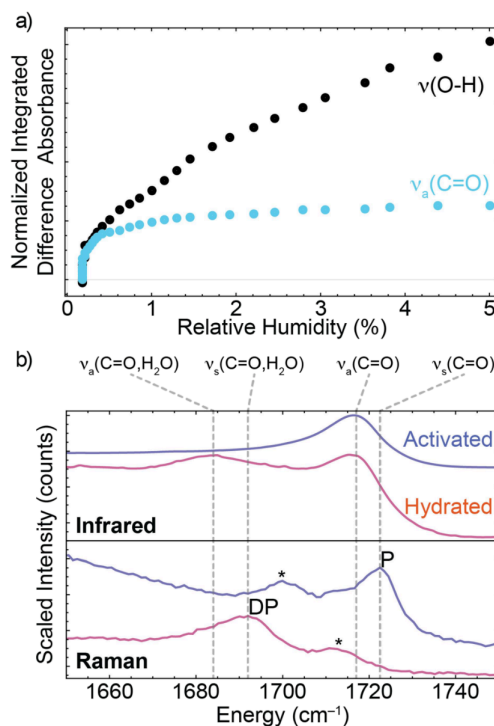 a)
Normalized Integrated
Difference Absorbance
ν(O-H)
νₐ(C=O)
0 1 2 3 4 5
Relative Humidity (%)
b)
νₐ(C=O,H₂O) νₛ(C=O,H₂O) νₐ(C=O) νₛ(C=O)
Scaled Intensity (counts)
Activated
Hydrated
Infrared
* P
DP
*
Raman
1660 1680 1700 1720 1740
Energy (cm⁻¹)